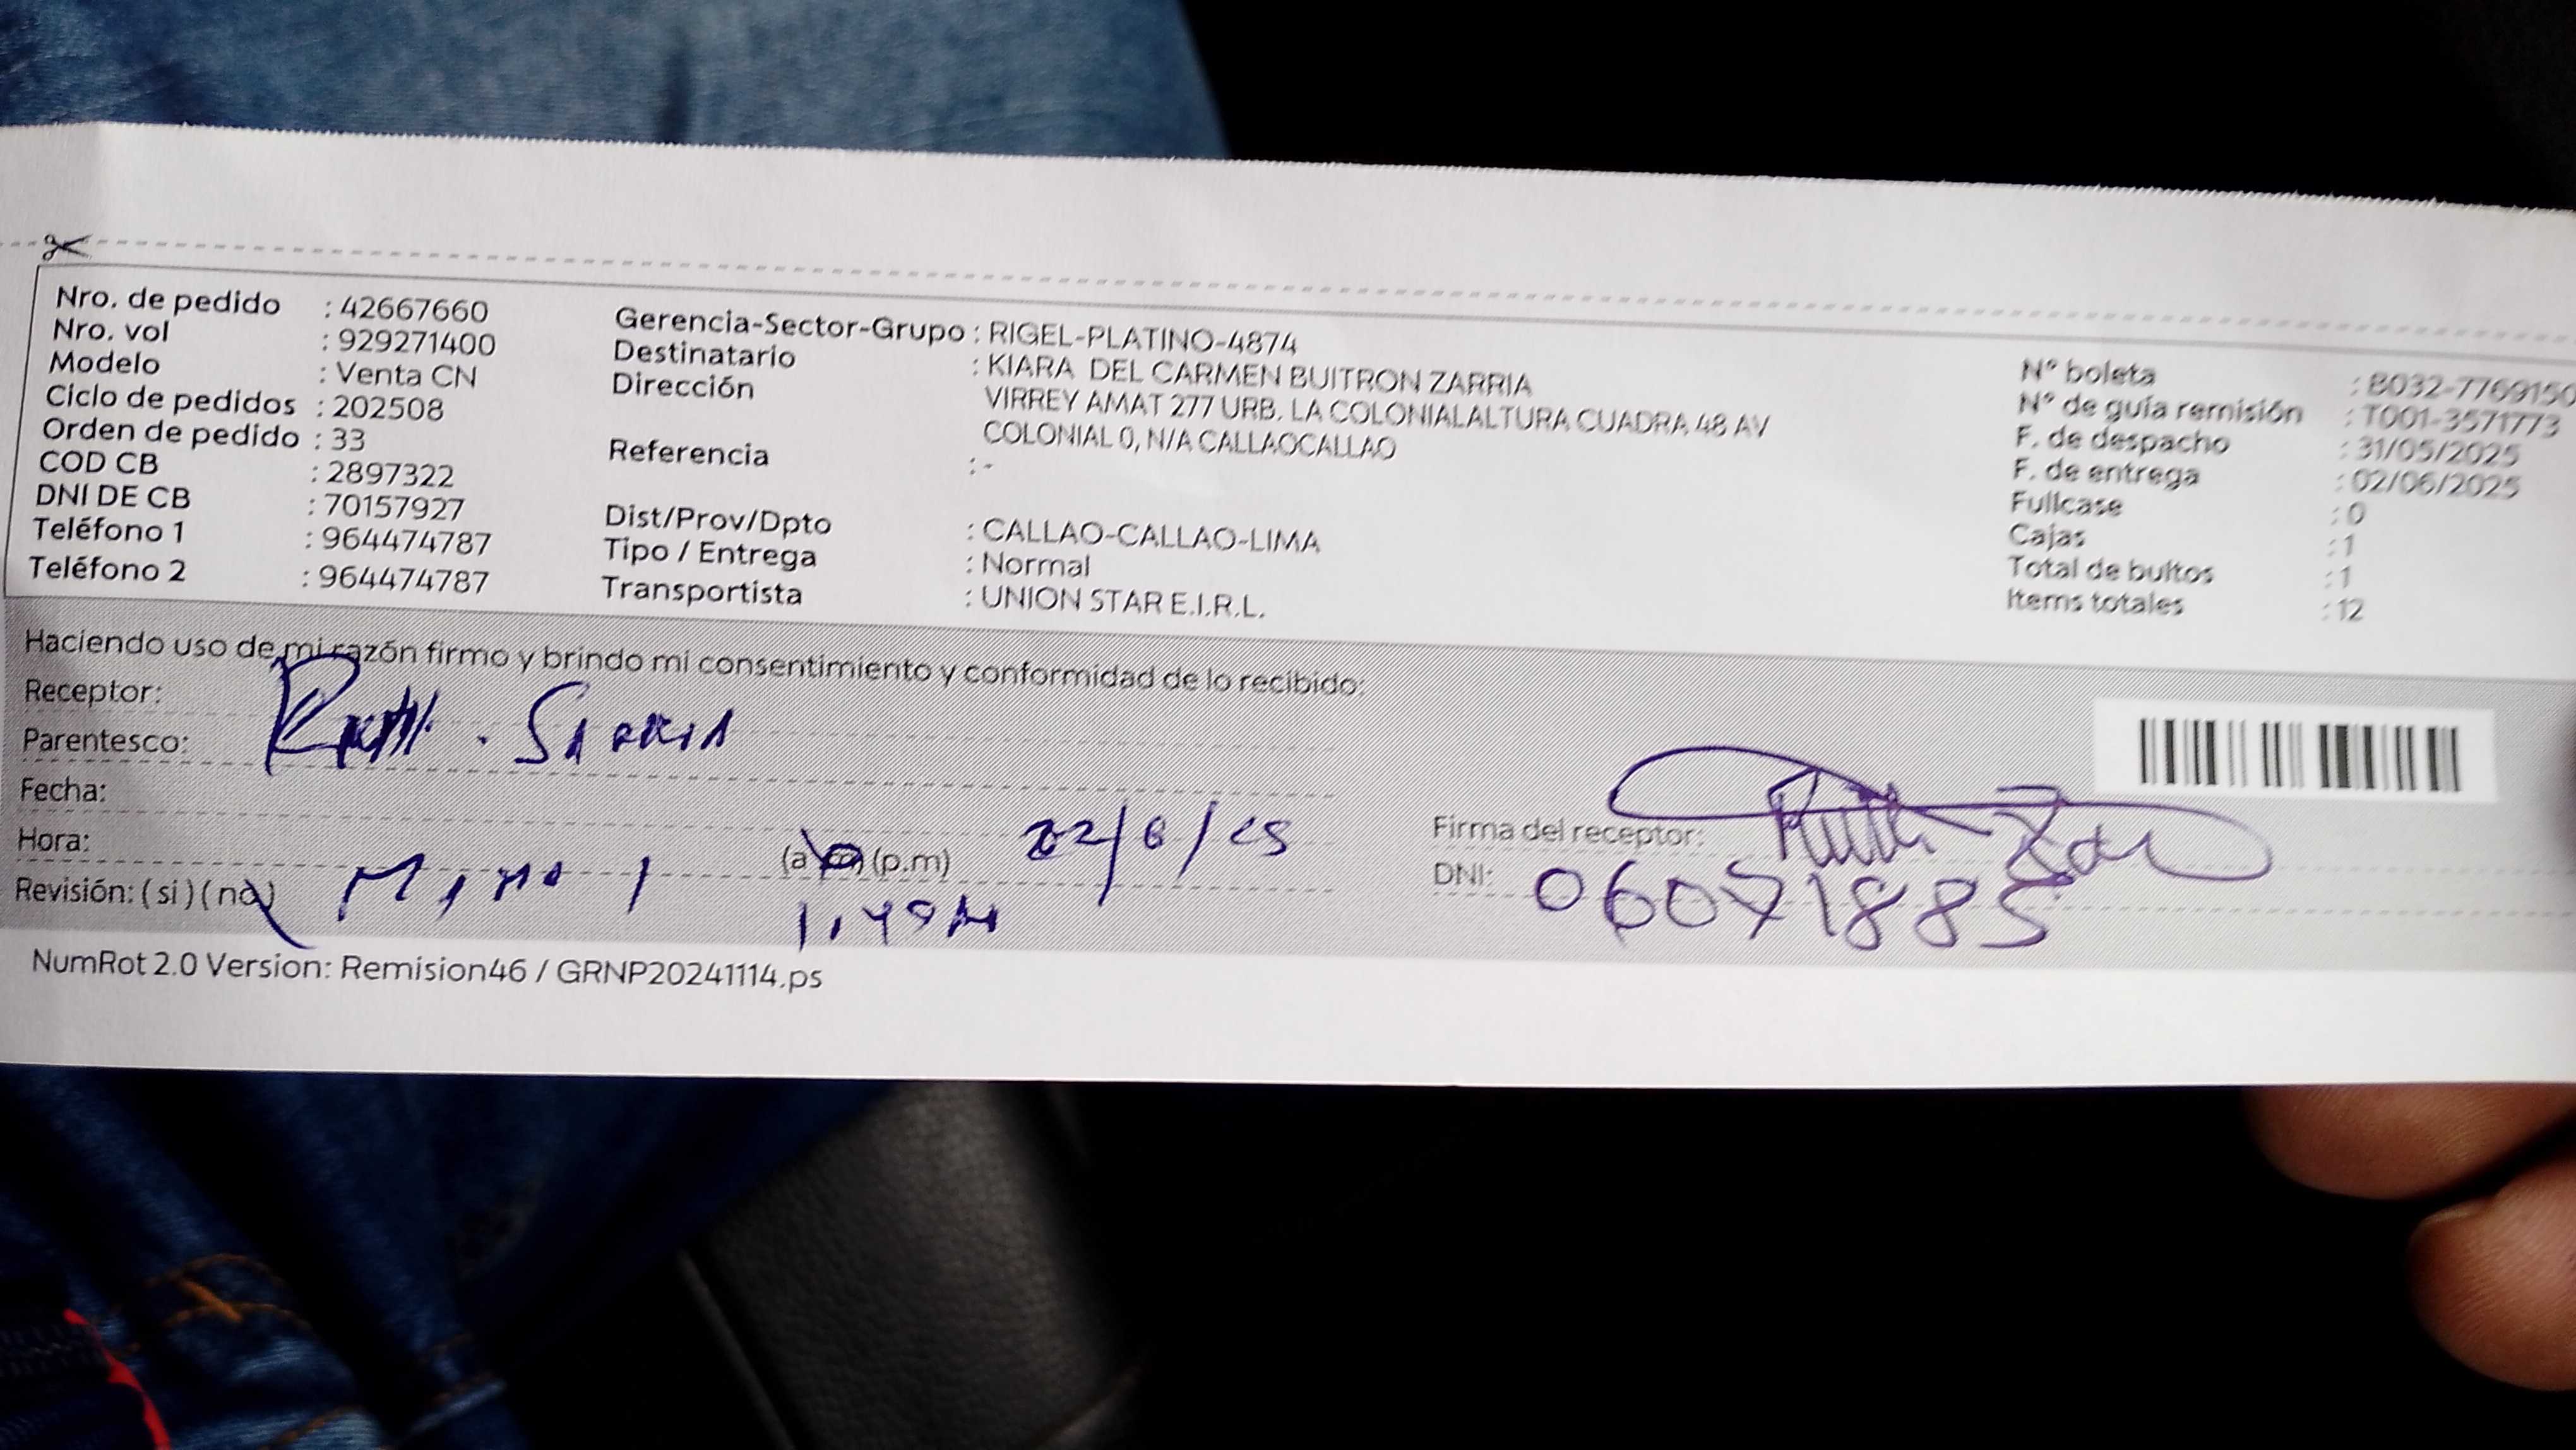 Nro. de pedido : 42667660
Nro. vol : 929271400
Modelo : Venta CN
Ciclo de pedidos : 202508
Orden de pedido : 33
COD CB : 2897322
DNI DE CB : 70157927
Teléfono 1 : 964474787
Teléfono 2 : 964474787
Gerencia-Sector-Grupo : RIGEL-PLATINO-4874
Destinatario : KIARA DEL CARMEN BUITRON ZARRIA
Dirección VIRREY AMAT 277 URB. LA COLONIALALTURA CUADRA 48 AV
COLONIAL 0, N/A CALLAOCALLAO
Referencia : -
Dist/Prov/Dpto : CALLAO-CALLAO-LIMA
Tipo / Entrega : Normal
Transportista : UNION STAR E.I.R.L.
N° boleta : B032-7769150
N° de guía remisión : T001-3571773
F. de despacho : 31/05/2025
F. de entrega : 02/06/2025
Fullcase : 0
Cajas : 1
Total de bultos : 1
Items totales : 12
Haciendo uso de mi razón firmo y brindo mi consentimiento y conformidad de lo recibido:
Receptor:
Parentesco:
Fecha:
Hora: (p.m)
Revisión: ( si ) ( no )
Firma del receptor: Ruth
DNI: 06071885
NumRot 2.0 Version: Remision46 / GRNP20241114.ps